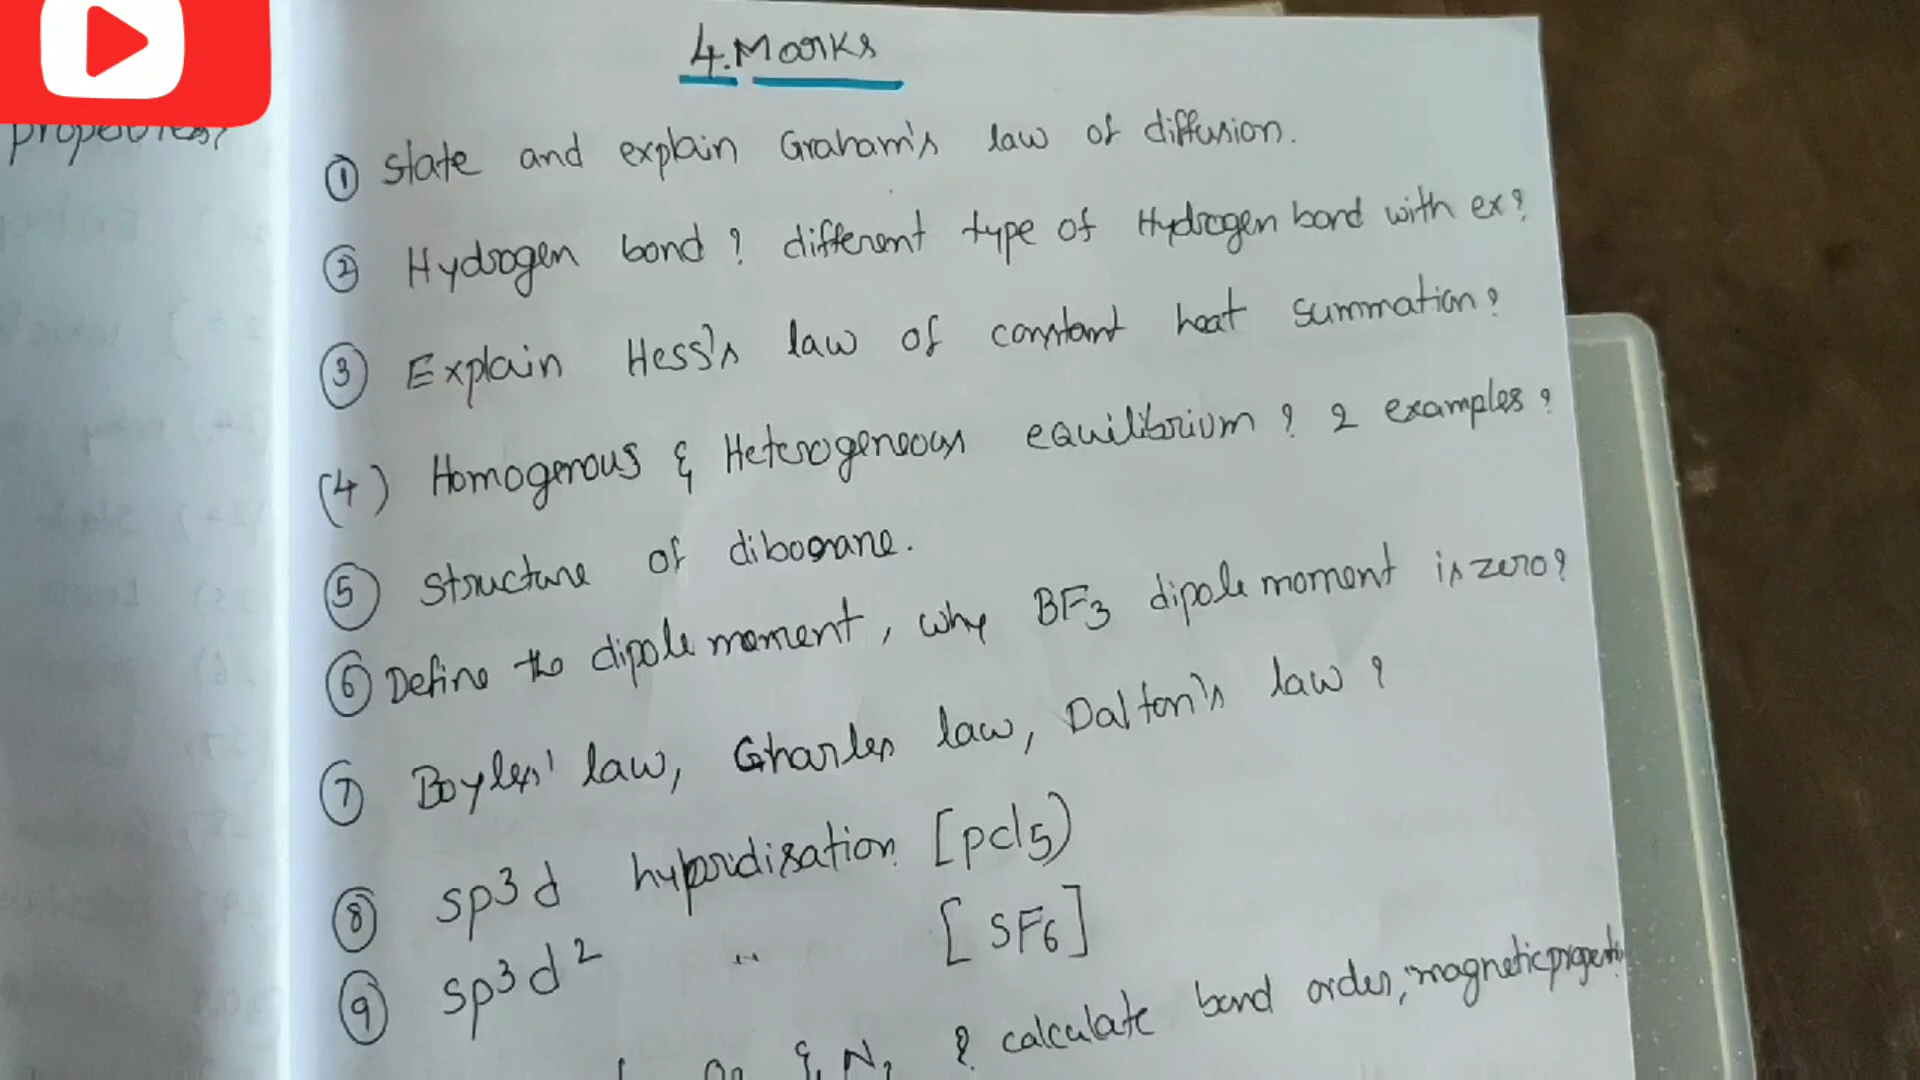 4.Marks
properties?
① State and explain Graham's law of diffusion.
② Hydrogen bond? different type of Hydrogen bond with ex?
③ Explain Hess's law of constant heat summation?
(4) Homogenous & Heterogeneous equilibrium? 2 examples?
⑤ Structure of diborane.
⑥ Define the dipole moment, why BF3 dipole moment is zero?
⑦ Boyles' law, Charles law, Dalton's law?
⑧ sp3d hybridisation [pcl5)
⑨ sp3d2 " [SF6]
& N2 ? calculate bond order, magnetic